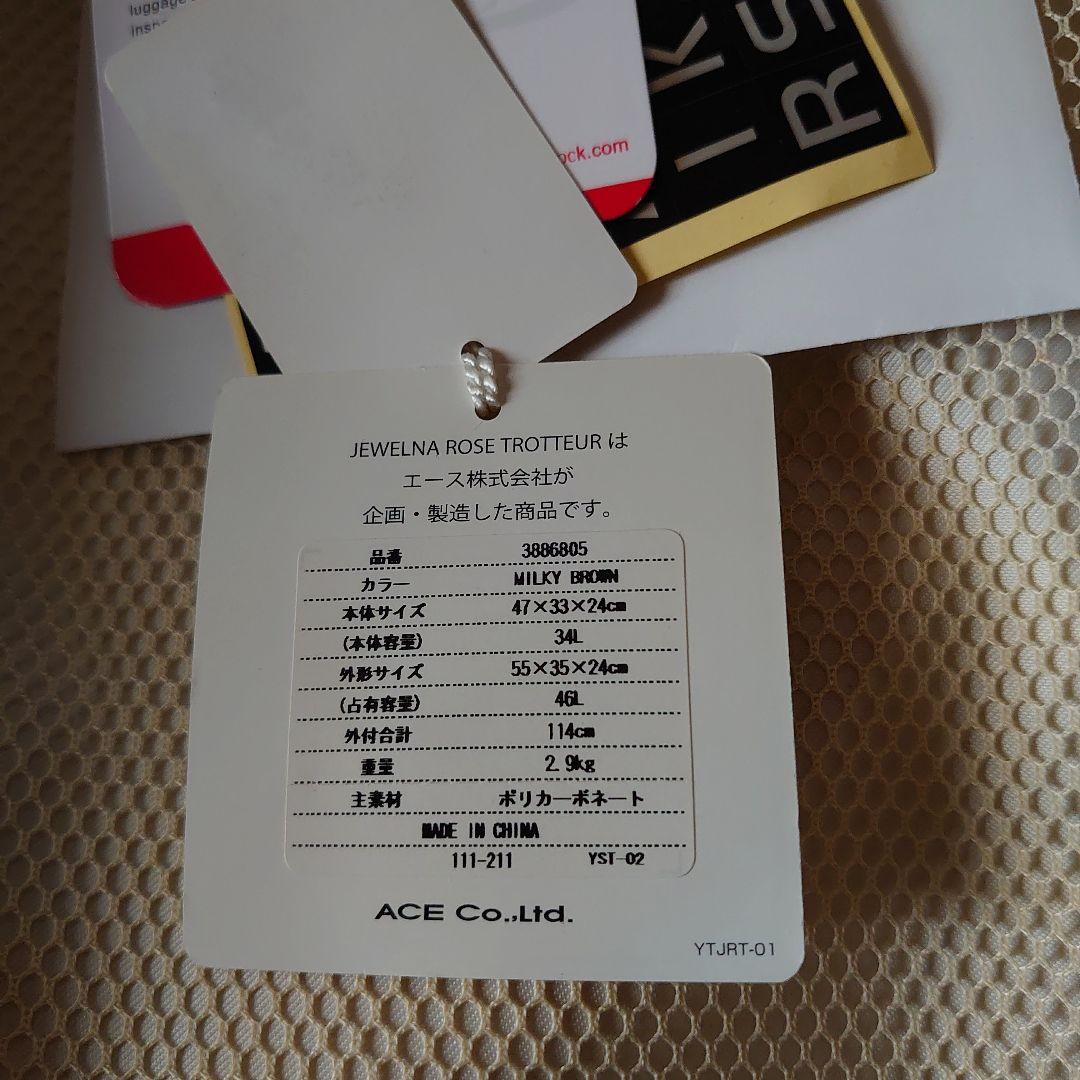 luggage
R S
I K
ock.com
JEWELNA ROSE TROTTEUR は
エース株式会社が
企画・製造した商品です。
品番 3886805
カラー MILKY BROWN
本体サイズ 47×33×24cm
(本体容量) 34L
外形サイズ 55×35×24cm
(占有容量) 46L
外付合計 114cm
重量 2.9kg
主素材 ポリカーボネート
MADE IN CHINA
111-211 YST-02
ACE Co.,Ltd.
YTJRT-01